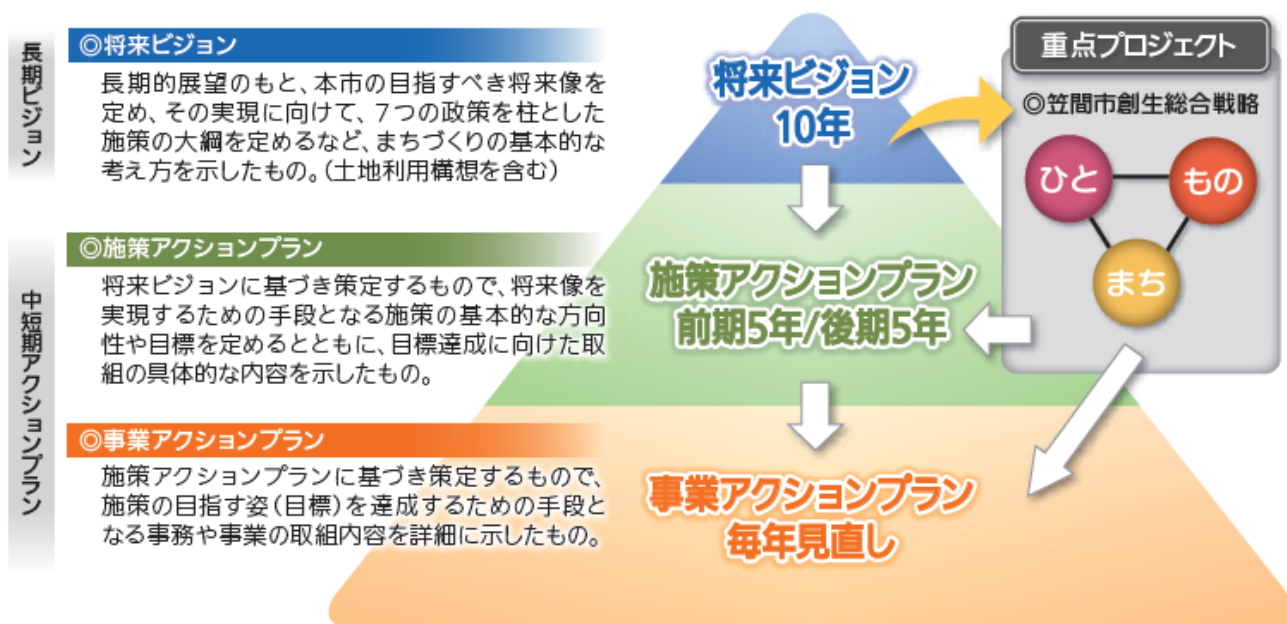 長期ビジョン
◎将来ビジョン
長期的展望のもと、本市の目指すべき将来像を
定め、その実現に向けて、7つの政策を柱とした
施策の大綱を定めるなど、まちづくりの基本的な
考え方を示したもの。（土地利用構想を含む）
中短期アクションプラン
◎施策アクションプラン
将来ビジョンに基づき策定するもので、将来像を
実現するための手段となる施策の基本的な方向
性や目標を定めるとともに、目標達成に向けた取
組の具体的な内容を示したもの。
◎事業アクションプラン
施策アクションプランに基づき策定するもので、
施策の目指す姿（目標）を達成するための手段と
なる事務や事業の取組内容を詳細に示したもの。
将来ビジョン
10年
施策アクションプラン
前期5年/後期5年
事業アクションプラン
毎年見直し
重点プロジェクト
◎笠間市創生総合戦略
ひと
もの
まち